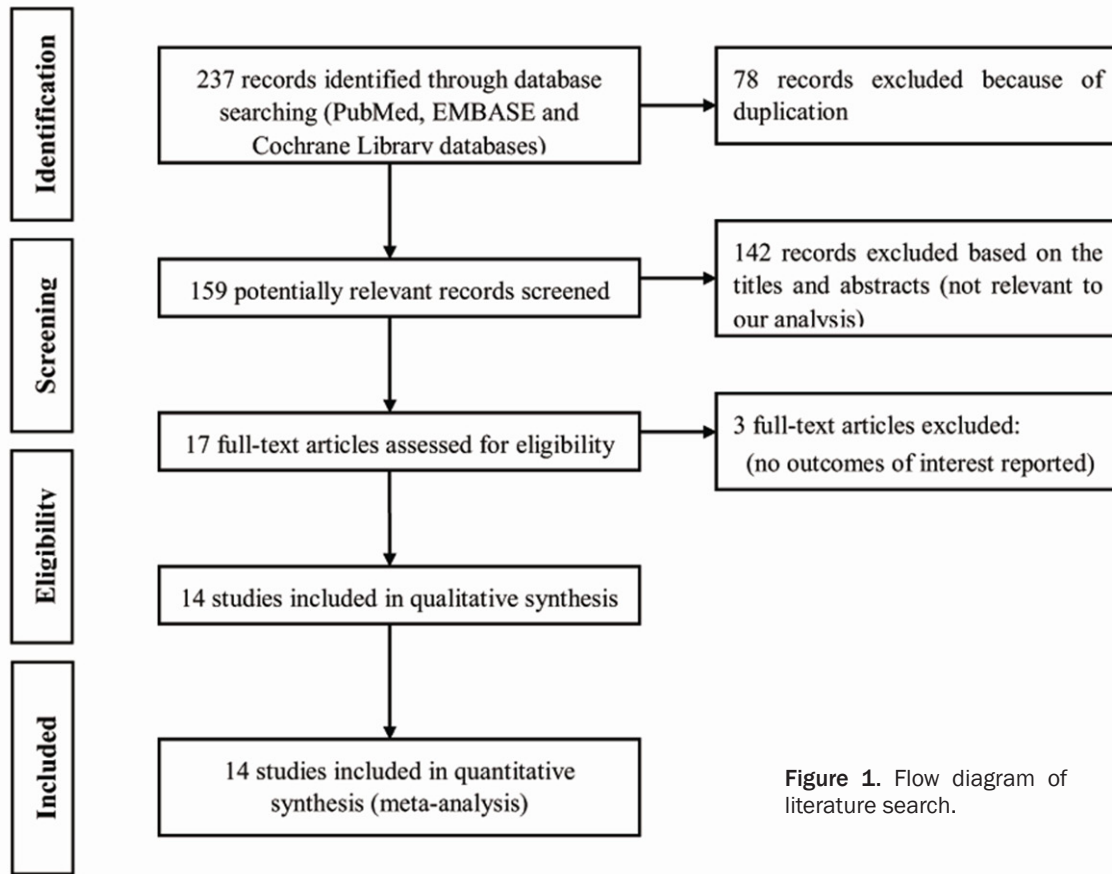 Identification
237 records identified through database
searching (PubMed, EMBASE and
Cochrane Library databases)
78 records excluded because of
duplication
Screening
159 potentially relevant records screened
142 records excluded based on the
titles and abstracts (not relevant to
our analysis)
17 full-text articles assessed for eligibility
3 full-text articles excluded:
(no outcomes of interest reported)
Eligibility
14 studies included in qualitative synthesis
Included
14 studies included in quantitative
synthesis (meta-analysis)
Figure 1. Flow diagram of
literature search.